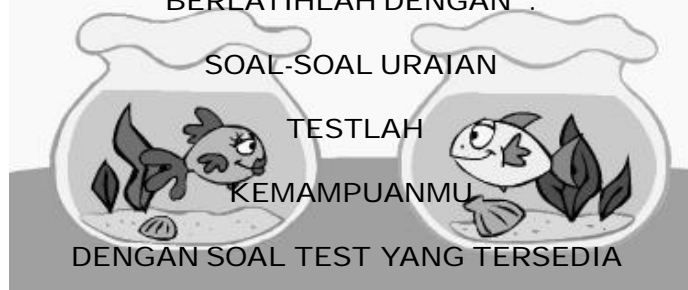 BERLATIHLAH DENGAN :
SOAL-SOAL URAIAN
TESTLAH
KEMAMPUANMU
DENGAN SOAL TEST YANG TERSEDIA